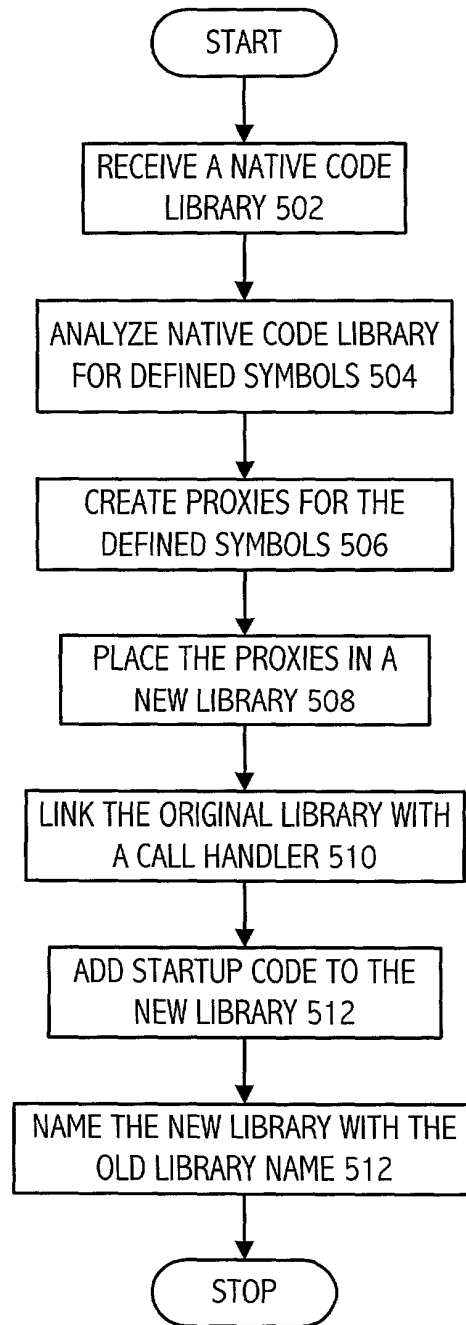 START
RECEIVE A NATIVE CODE
LIBRARY 502
ANALYZE NATIVE CODE LIBRARY
FOR DEFINED SYMBOLS 504
CREATE PROXIES FOR THE
DEFINED SYMBOLS 506
PLACE THE PROXIES IN A
NEW LIBRARY 508
LINK THE ORIGINAL LIBRARY WITH
A CALL HANDLER 510
ADD STARTUP CODE TO THE
NEW LIBRARY 512
NAME THE NEW LIBRARY WITH THE
OLD LIBRARY NAME 512
STOP